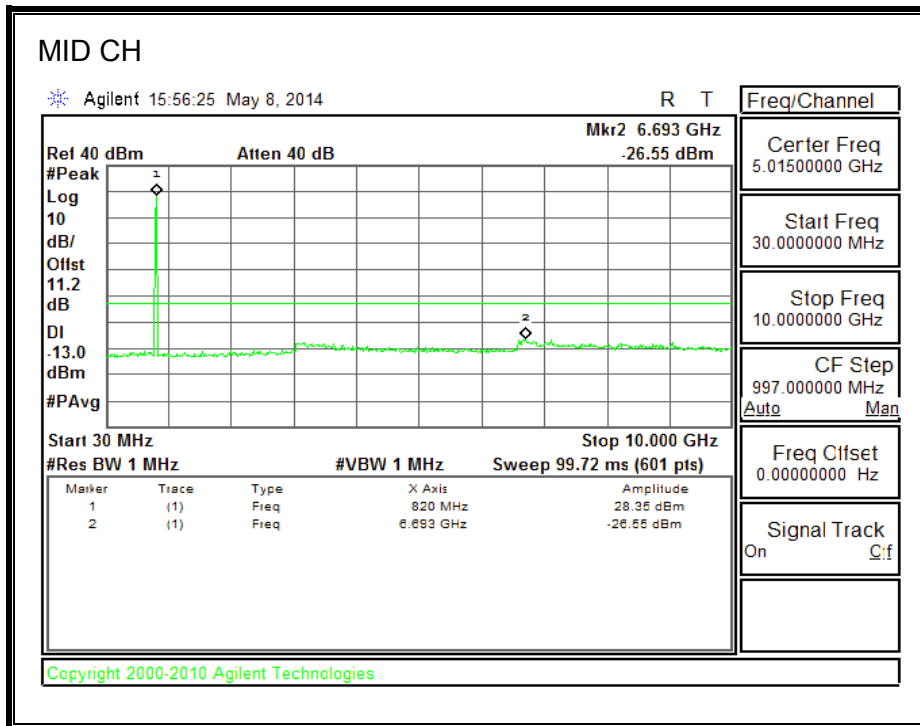 MID CH
Agilent 15:56:25 May 8, 2014
R T
Freq/Channel
Mkr2 6.693 GHz
Ref 40 dBm
Atten 40 dB
-26.55 dBm
#Peak
Log
10
dB/
Offst
11.2
dB
DI
-13.0
dBm
#PAvg
1
2
Start 30 MHz
Stop 10.000 GHz
#Res BW 1 MHz
#VBW 1 MHz
Sweep 99.72 ms (601 pts)
Marker Trace Type X Axis Amplitude
1 (1) Freq 820 MHz 28.35 dBm
2 (1) Freq 6.693 GHz -26.55 dBm
Center Freq
5.01500000 GHz
Start Freq
30.0000000 MHz
Stop Freq
10.0000000 GHz
CF Step
997.000000 MHz
Auto Man
Freq Offset
0.00000000 Hz
Signal Track
On Off
Copyright 2000-2010 Agilent Technologies